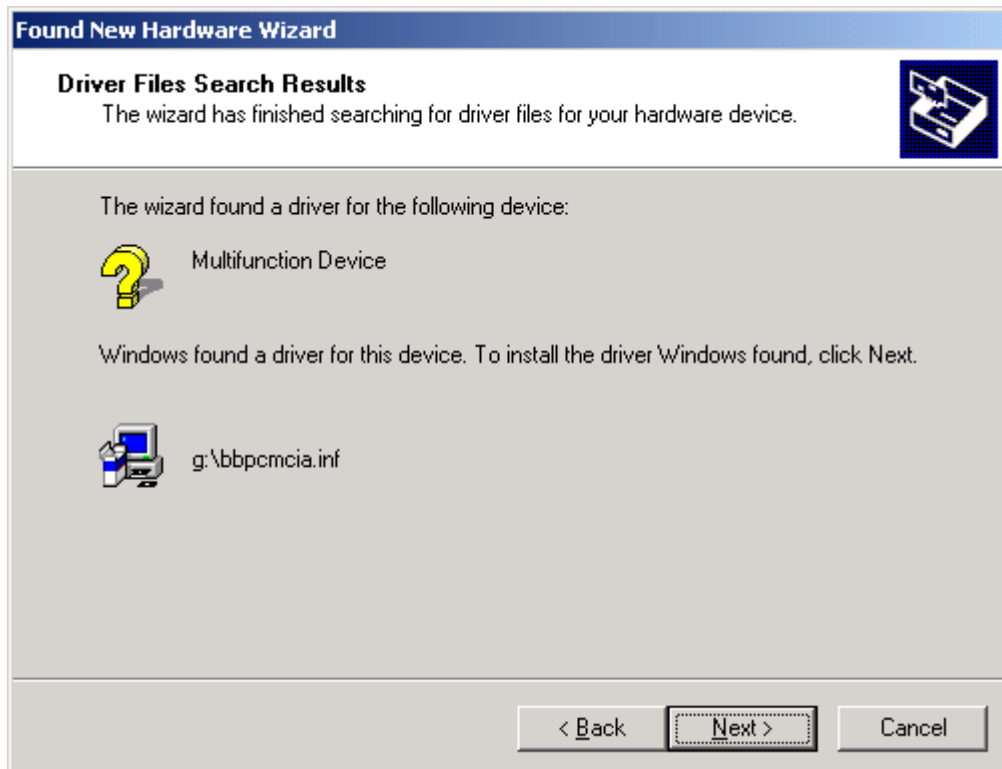 Found New Hardware Wizard
Driver Files Search Results
The wizard has finished searching for driver files for your hardware device.
The wizard found a driver for the following device:
Multifunction Device
Windows found a driver for this device. To install the driver Windows found, click Next.
g:\bbpcmcia.inf
< Back Next > Cancel